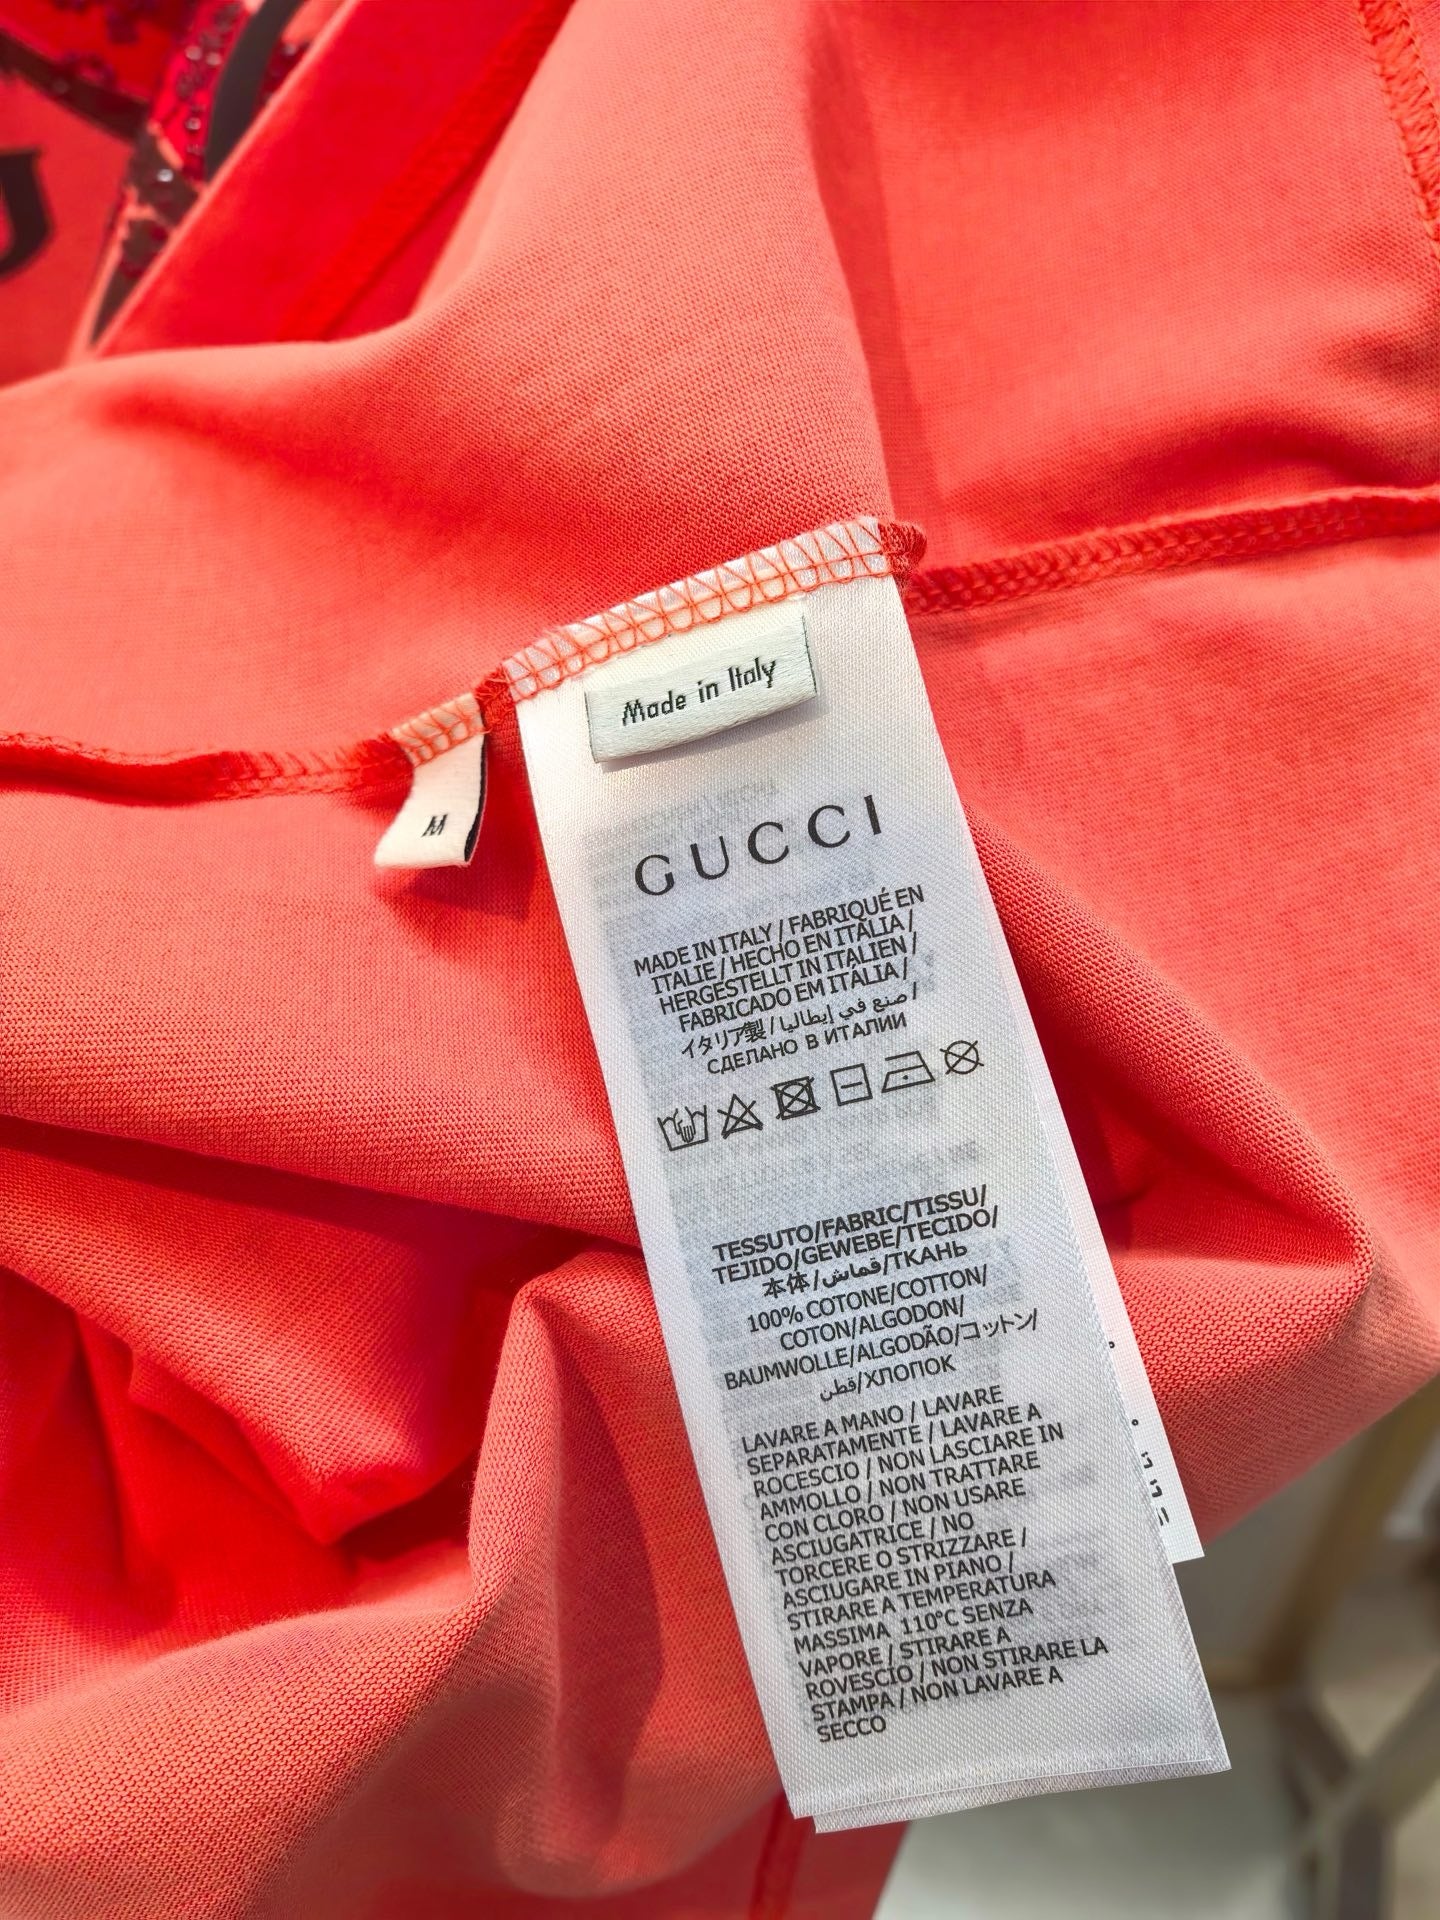 Made in Italy
M
GUCCI
MADE IN ITALY / FABRIQUÉ EN
ITALIE / HECHO EN ITALIA /
HERGESTELLT IN ITALIEN /
FABRICADO EM ITÁLIA /
イタリア製 / صنع في إيطاليا /
СДЕЛАНО В ИТАЛИИ
TESSUTO/FABRIC/TISSU/
TEJIDO/GEWEBE/TECIDO/
本体/قماش/ТКАНЬ
100% COTONE/COTTON/
COTON/ALGODON/
BAUMWOLLE/ALGODÃO/コットン/
قطن/ХЛОПОК
LAVARE A MANO / LAVARE
SEPARATAMENTE / LAVARE A
ROCESCIO / NON LASCIARE IN
AMMOLLO / NON TRATTARE
CON CLORO / NON USARE
ASCIUGATRICE / NO
TORCERE O STRIZZARE /
ASCIUGARE IN PIANO /
STIRARE A TEMPERATURA
MASSIMA 110°C SENZA
VAPORE / STIRARE A
ROVESCIO / NON STIRARE LA
STAMPA / NON LAVARE A
SECCO